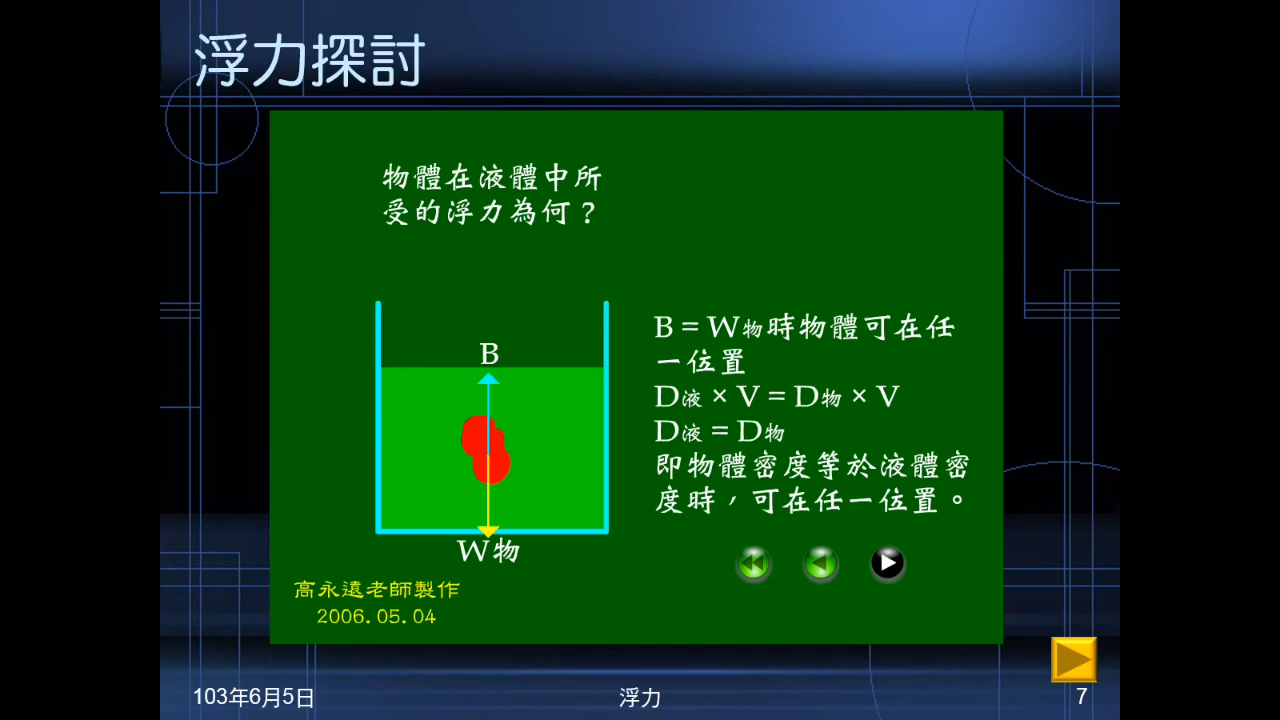 浮力探討
物體在液體中所
受的浮力為何？
B = W物時物體可在任
一位置
D液 × V = D物 × V
D液 = D物
即物體密度等於液體密
度時，可在任一位置。
B
W物
高永遠老師製作
2006.05.04
103年6月5日
浮力
7